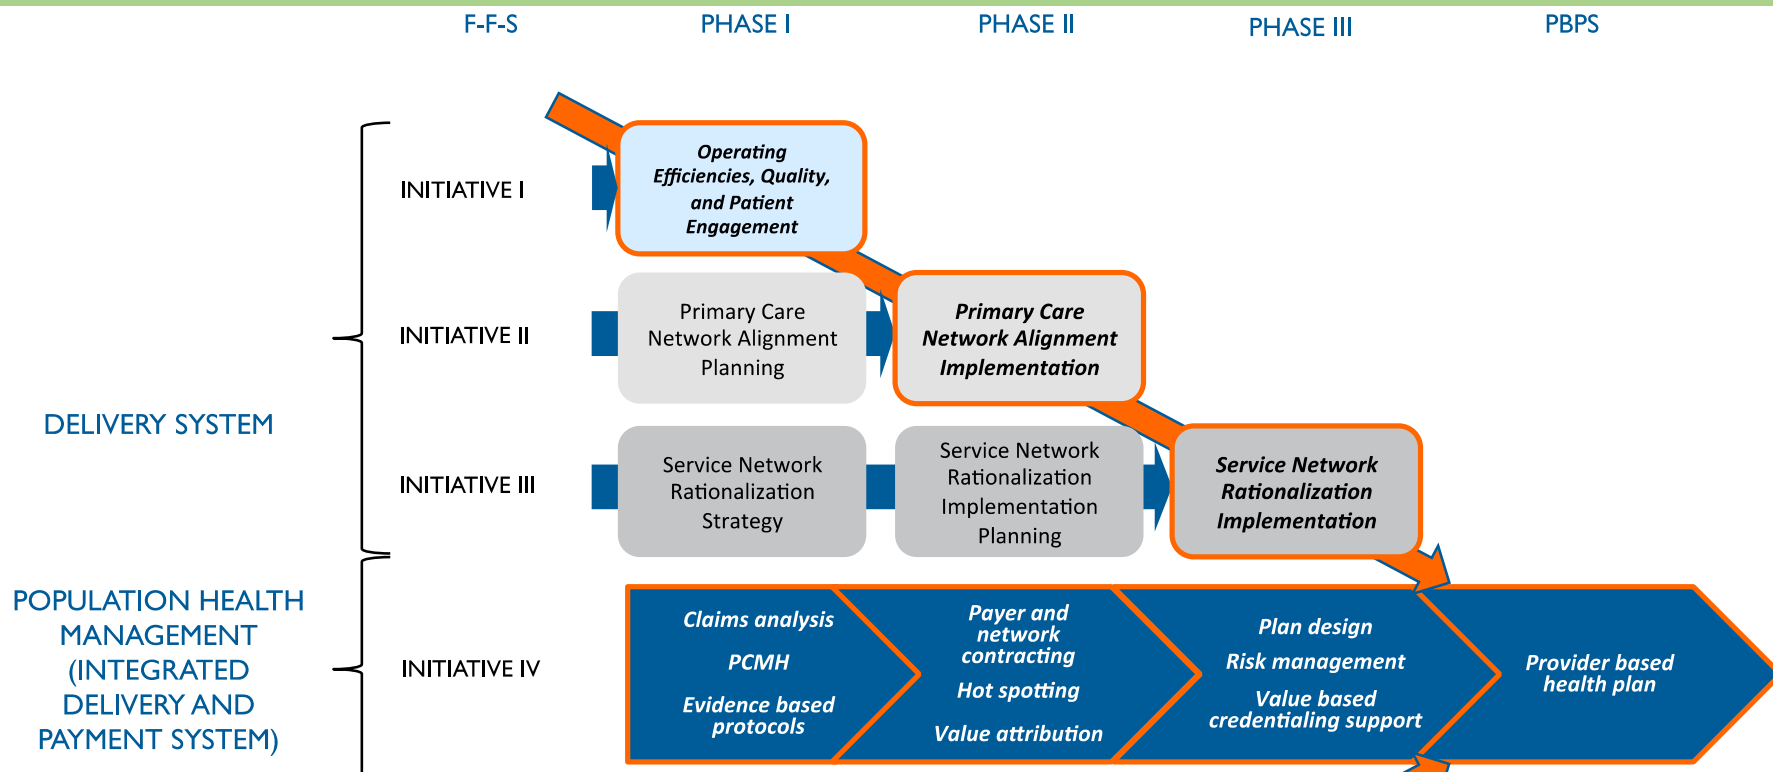 F-F-S
PHASE I
PHASE II
PHASE III
PBPS
INITIATIVE I
Operating
Efficiencies, Quality,
and Patient
Engagement
INITIATIVE II
Primary Care
Network Alignment
Planning
Primary Care
Network Alignment
Implementation
DELIVERY SYSTEM
INITIATIVE III
Service Network
Rationalization
Strategy
Service Network
Rationalization
Implementation
Planning
Service Network
Rationalization
Implementation
POPULATION HEALTH
MANAGEMENT
(INTEGRATED
DELIVERY AND
PAYMENT SYSTEM)
INITIATIVE IV
Claims analysis
PCMH
Evidence based
protocols
Payer and
network
contracting
Hot spotting
Value attribution
Plan design
Risk management
Value based
credentialing support
Provider based
health plan